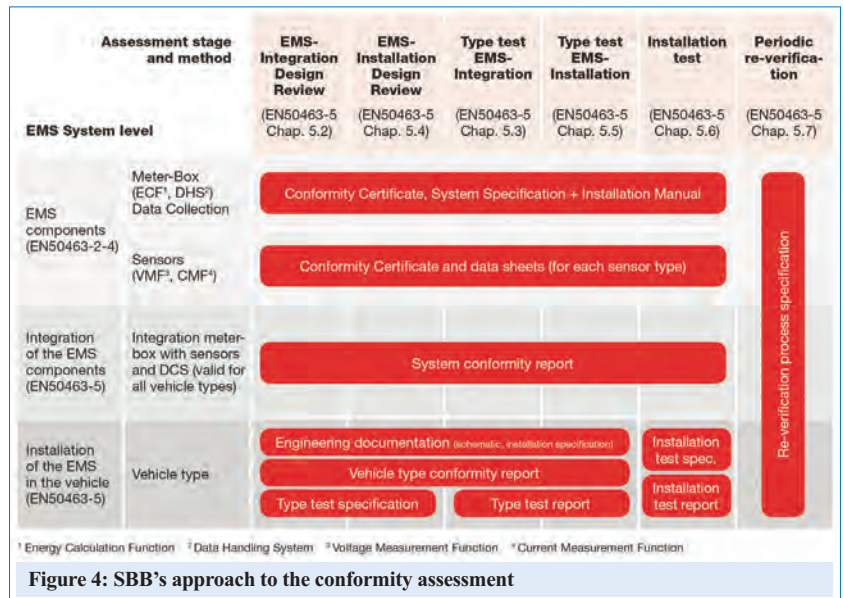 Assessment stage
and method
EMS-
Integration
Design
Review
EMS-
Installation
Design
Review
Type test
EMS-
Integration
Type test
EMS-
Installation
Installation
test
Periodic
re-verifica-
tion
EMS System level
(EN50463-5
Chap. 5.2)
(EN50463-5
Chap. 5.4)
(EN50463-5
Chap. 5.3)
(EN50463-5
Chap. 5.5)
(EN50463-5
Chap. 5.6)
(EN50463-5
Chap. 5.7)
EMS
components
(EN50463-2-4)
Meter-Box
(ECF¹, DHS²)
Data Collection
Conformity Certificate, System Specification + Installation Manual
Sensors
(VMF³, CMF⁴)
Conformity Certificate and data sheets (for each sensor type)
Re-verification process specification
Integration
of the EMS
components
(EN50463-5)
Integration meter-
box with sensors
and DCS (valid for
all vehicle types)
System conformity report
Installation
of the EMS
in the vehicle
(EN50463-5)
Vehicle type
Engineering documentation (schematic, installation specification)
Vehicle type conformity report
Type test specification
Type test report
Installation
test spec.
Installation
test report
¹ Energy Calculation Function ² Data Handling System ³ Voltage Measurement Function ⁴ Current Measurement Function
Figure 4: SBB's approach to the conformity assessment